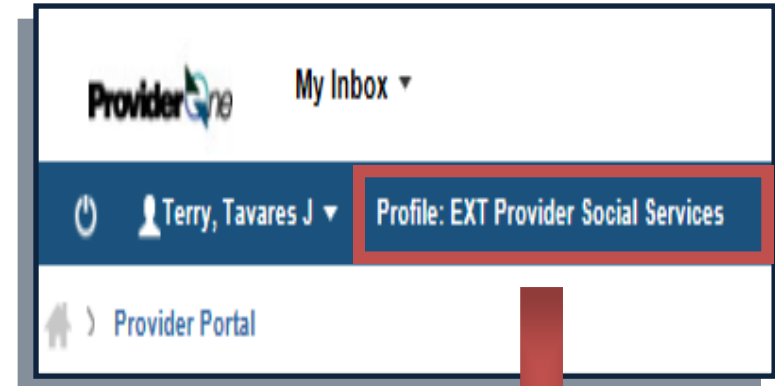 ProviderOne
My Inbox
Terry, Tavares J
Profile: EXT Provider Social Services
Provider Portal